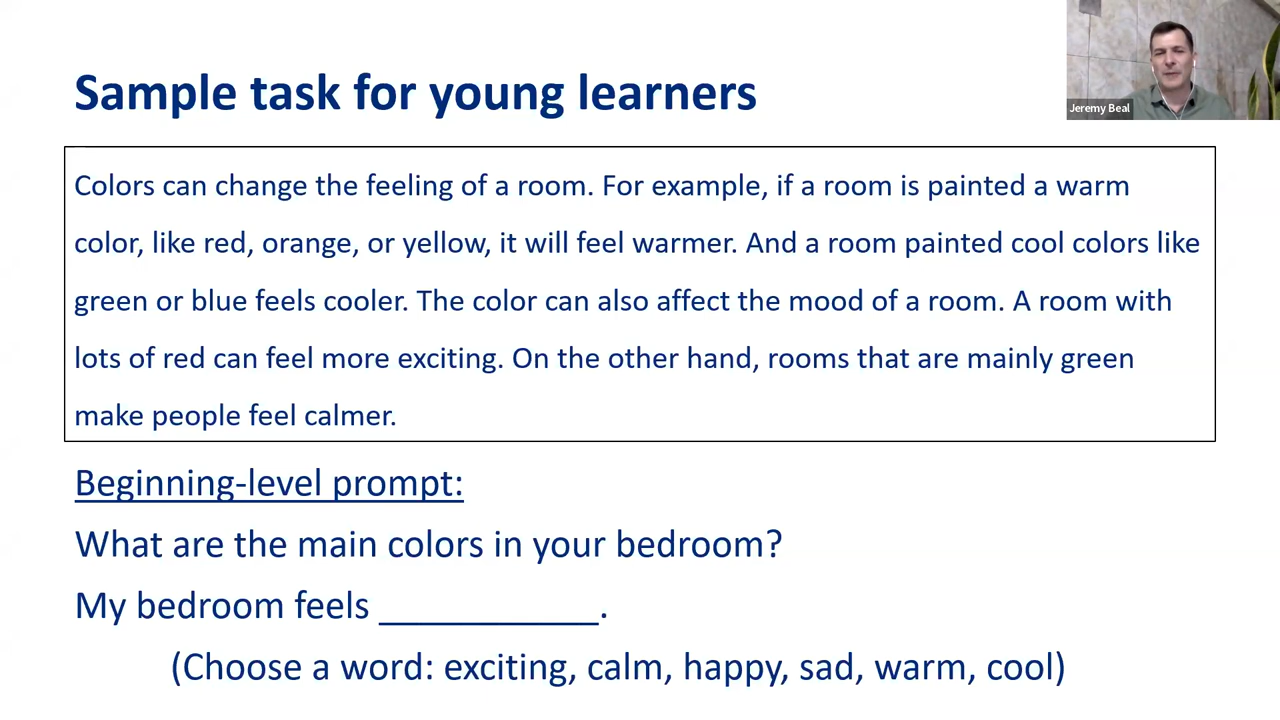 Sample task for young learners
Jeremy Beal
Colors can change the feeling of a room. For example, if a room is painted a warm
color, like red, orange, or yellow, it will feel warmer. And a room painted cool colors like
green or blue feels cooler. The color can also affect the mood of a room. A room with
lots of red can feel more exciting. On the other hand, rooms that are mainly green
make people feel calmer.
Beginning-level prompt:
What are the main colors in your bedroom?
My bedroom feels ___________.
(Choose a word: exciting, calm, happy, sad, warm, cool)